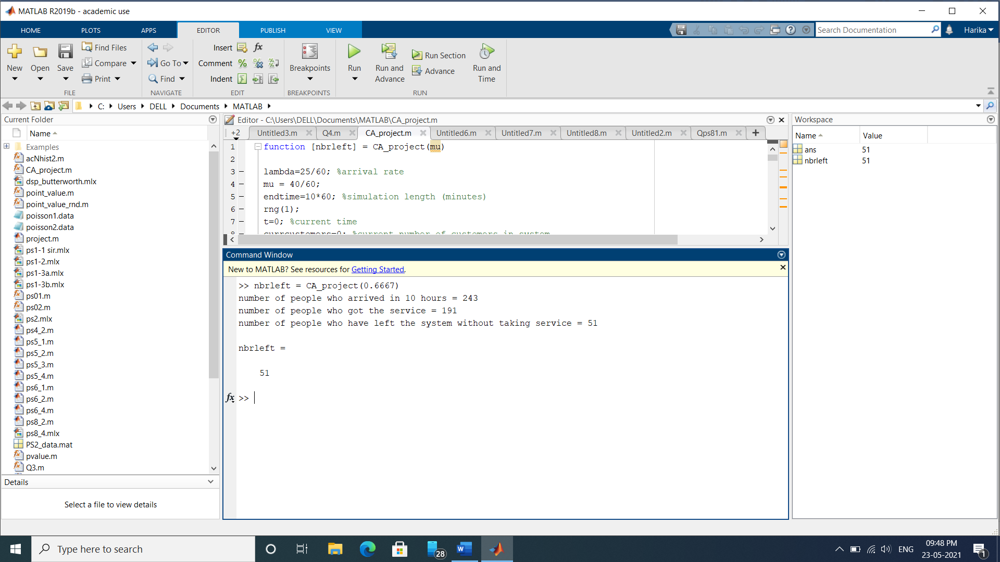 MATLAB R2019b - academic use
HOME PLOTS APPS EDITOR PUBLISH VIEW
Search Documentation
Harika
New Open Save Find Files Compare Print
FILE
Go To Find
NAVIGATE
Insert fx
Comment
Indent
EDIT
Breakpoints
BREAKPOINTS
Run
Run and Advance
Run Section
Advance
Run and Time
RUN
C: Users DELL Documents MATLAB
Current Folder
Name
Examples
acNhist2.m
CA_project.m
dsp_butterworth.mlx
point_value.m
point_value_rnd.m
poisson1.data
poisson2.data
project.m
ps1-1 sir.mlx
ps1-2.mlx
ps1-3a.mlx
ps1-3b.mlx
ps01.m
ps02.m
ps2.mlx
ps4_2.m
ps5_1.m
ps5_2.m
ps5_3.m
ps5_4.m
ps6_1.m
ps6_2.m
ps6_4.m
ps8_2.m
ps8_4.mlx
PS2_data.mat
pvalue.m
Q3.m
Details
Select a file to view details
Editor - C:\Users\DELL\Documents\MATLAB\CA_project.m
+2 Untitled3.m Q4.m CA_project.m Untitled6.m Untitled7.m Untitled8.m Untitled2.m Qps81.m +
1 function [nbrleft] = CA_project(mu)
2
3 – lambda=25/60; %arrival rate
4 – mu = 40/60;
5 – endtime=10*60; %simulation length (minutes)
6 – rng(1);
7 – t=0; %current time
8 – currcustomers=0; %current number of customers in system
Command Window
New to MATLAB? See resources for Getting Started.
>> nbrleft = CA_project(0.6667)
number of people who arrived in 10 hours = 243
number of people who got the service = 191
number of people who have left the system without taking service = 51
nbrleft =
51
fx >>
Workspace
Name Value
ans 51
nbrleft 51
Type here to search
28
ENG
09:48 PM
23-05-2021
1